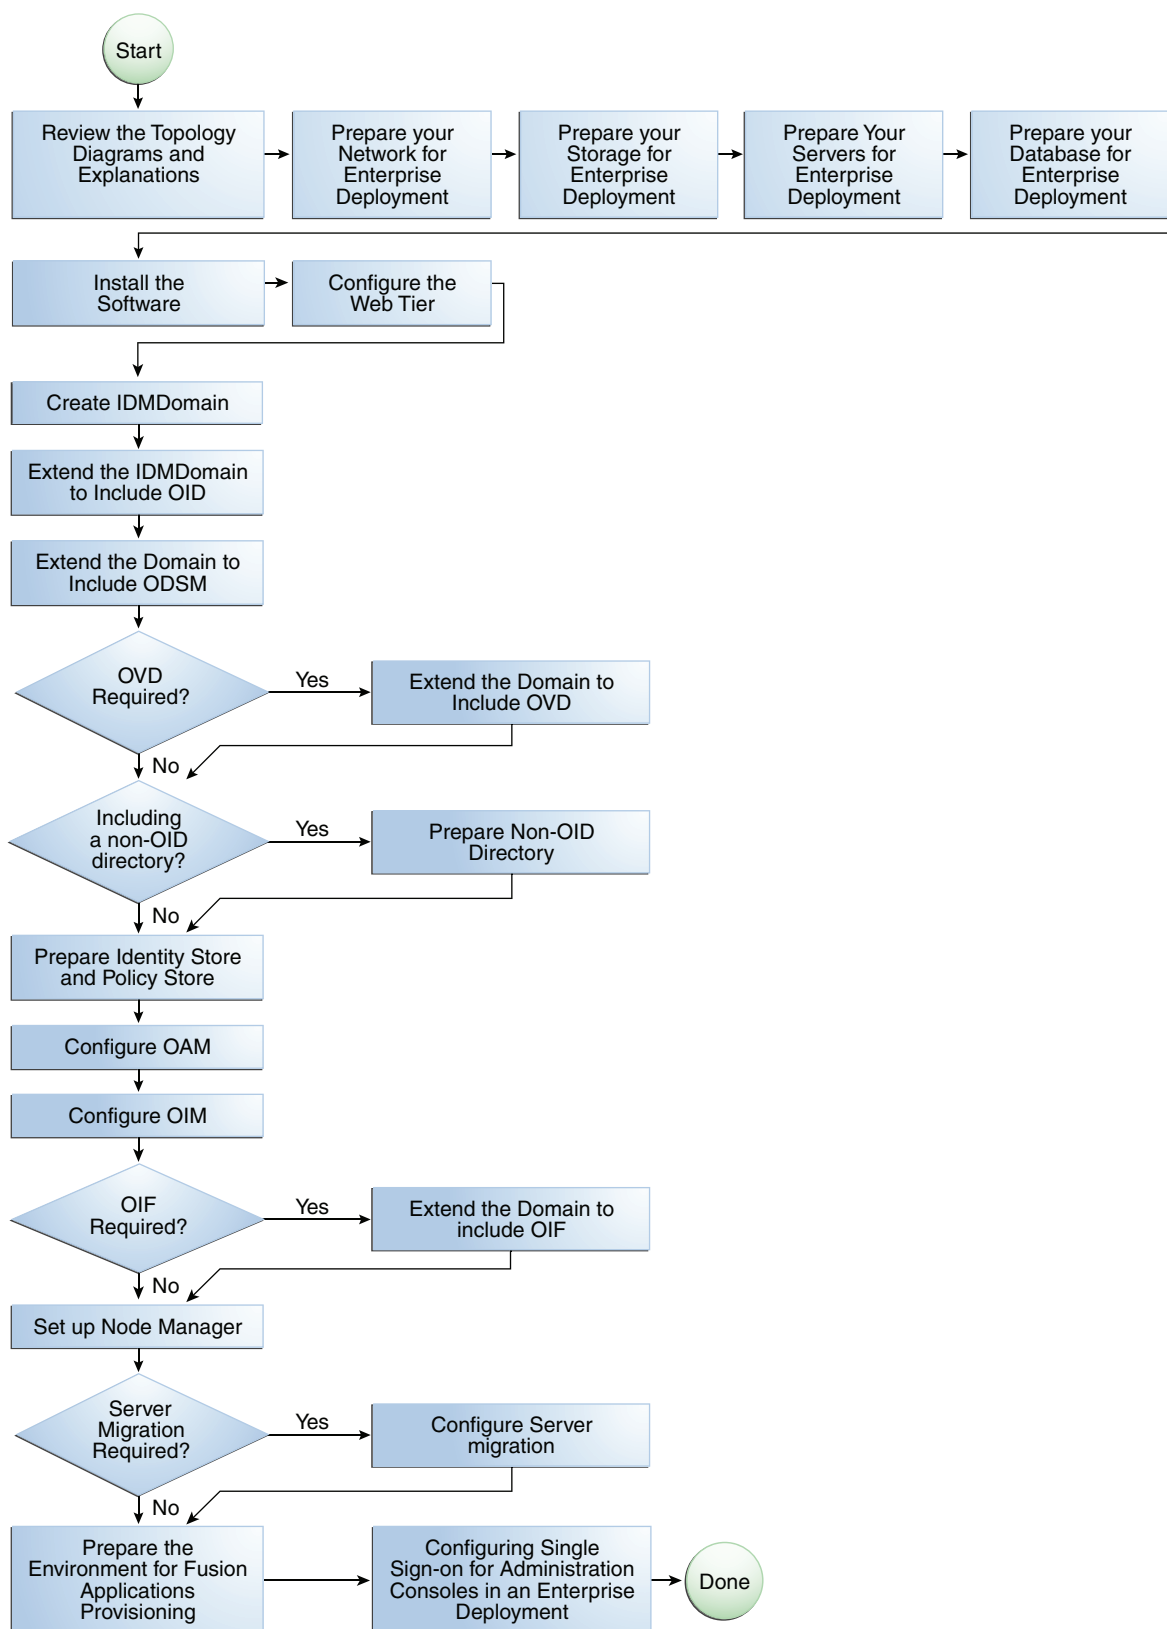 Start
Review the Topology
Diagrams and
Explanations
Prepare your
Network for
Enterprise
Deployment
Prepare your
Storage for
Enterprise
Deployment
Prepare Your
Servers for
Enterprise
Deployment
Prepare your
Database for
Enterprise
Deployment
Install the
Software
Configure the
Web Tier
Create IDMDomain
Extend the IDMDomain
to Include OID
Extend the Domain to
Include ODSM
OVD
Required?
Yes
Extend the Domain to
Include OVD
No
Including
a non-OID
directory?
Yes
Prepare Non-OID
Directory
No
Prepare Identity Store
and Policy Store
Configure OAM
Configure OIM
OIF
Required?
Yes
Extend the Domain to
include OIF
No
Set up Node Manager
Server
Migration
Required?
Yes
Configure Server
migration
No
Prepare the
Environment for Fusion
Applications
Provisioning
Configuring Single
Sign-on for Administration
Consoles in an Enterprise
Deployment
Done